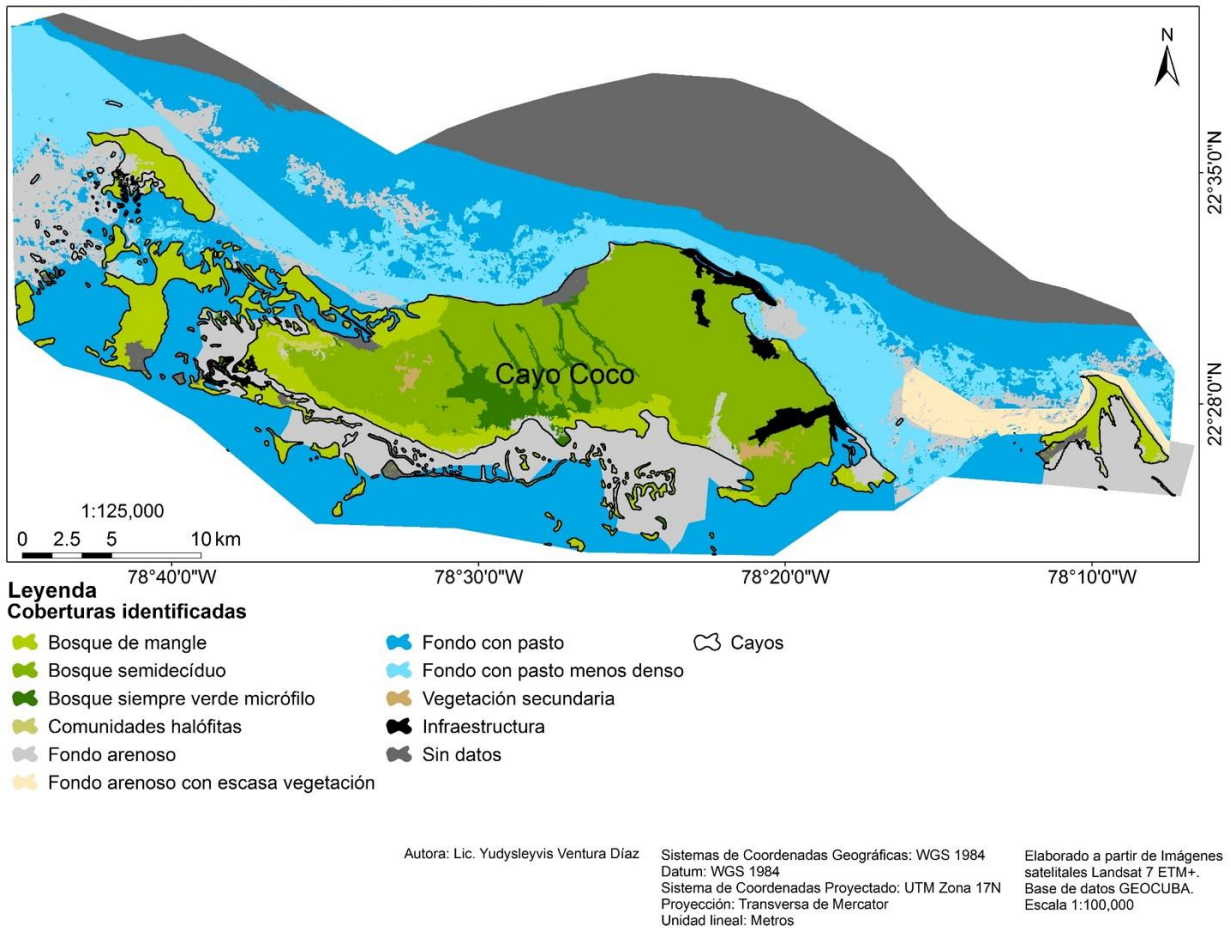 N
22°35'0"N
Cayo Coco
22°28'0"N
1:125,000
0 2.5 5 10 km
78°40'0"W 78°30'0"W 78°20'0"W 78°10'0"W
Leyenda
Coberturas identificadas
Bosque de mangle
Bosque semidecíduo
Bosque siempre verde micrófilo
Comunidades halófitas
Fondo arenoso
Fondo arenoso con escasa vegetación
Fondo con pasto
Fondo con pasto menos denso
Vegetación secundaria
Infraestructura
Sin datos
Cayos
Autora: Lic. Yudysleyvis Ventura Díaz
Sistemas de Coordenadas Geográficas: WGS 1984
Datum: WGS 1984
Sistema de Coordenadas Proyectado: UTM Zona 17N
Proyección: Transversa de Mercator
Unidad lineal: Metros
Elaborado a partir de Imágenes
satelitales Landsat 7 ETM+.
Base de datos GEOCUBA.
Escala 1:100,000